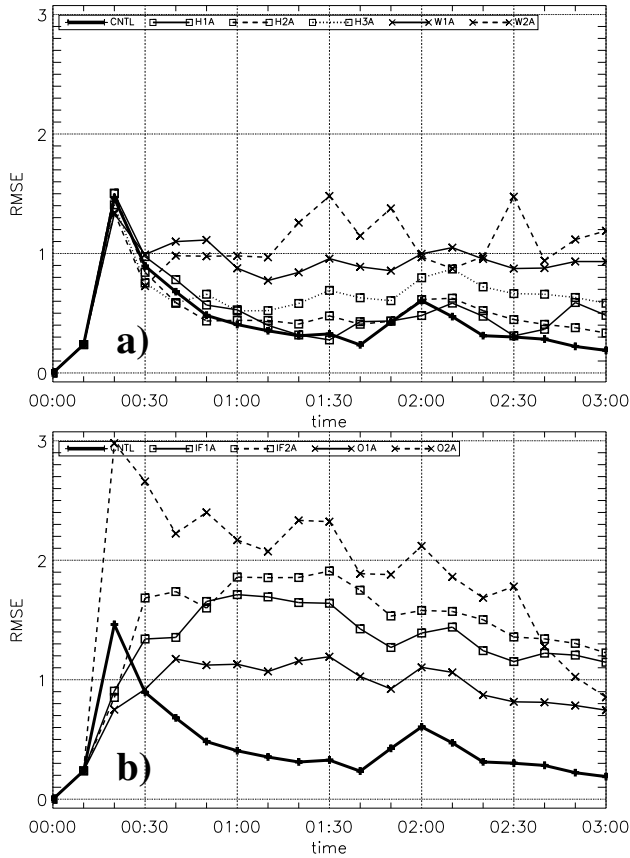 3
CNTL H1A H2A H3A W1A W2A
2
RMSE
1
a)
0
00:00 00:30 01:00 01:30 02:00 02:30 03:00
time
3
CNTL IF1A IF2A O1A O2A
2
RMSE
1
b)
0
00:00 00:30 01:00 01:30 02:00 02:30 03:00
time